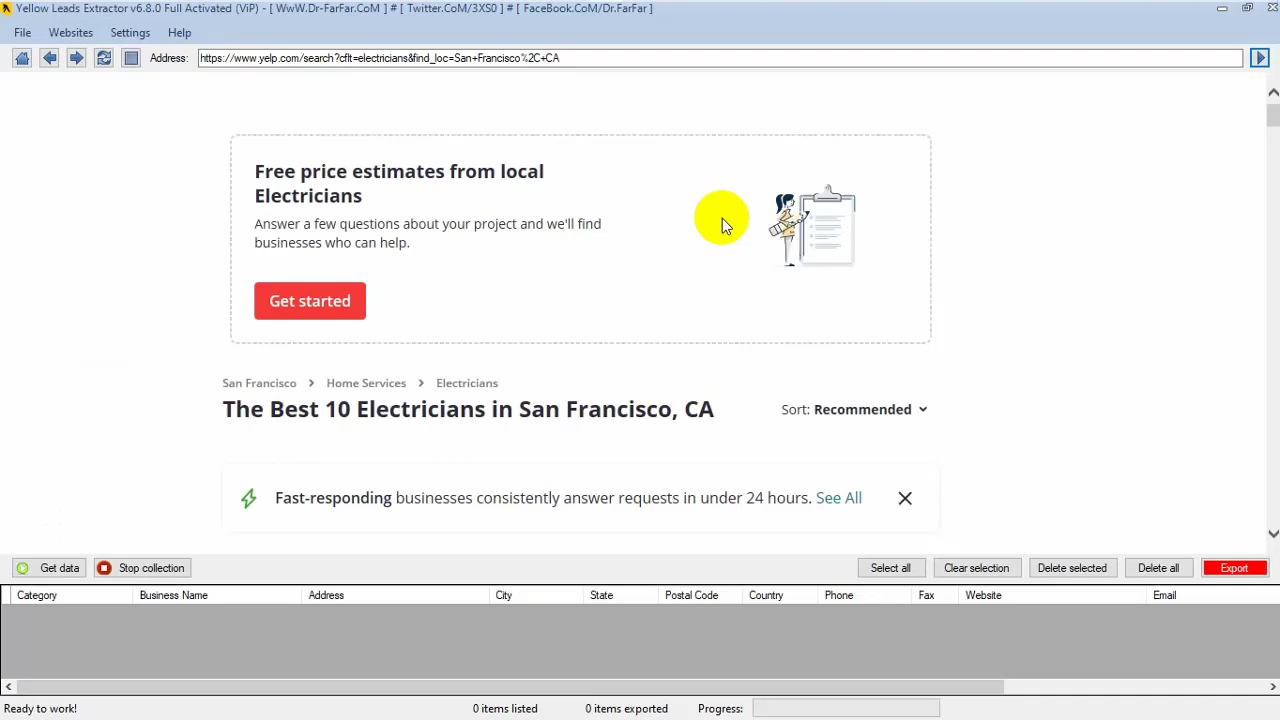 Yellow Leads Extractor v6.8.0 Full Activated (ViP) - [ WwW.Dr-FarFar.CoM ] # [ Twitter.CoM/3XS0 ] # [ FaceBook.CoM/Dr.FarFar ]
File Websites Settings Help
Address: https://www.yelp.com/search?cflt=electricians&find_loc=San+Francisco%2C+CA
Free price estimates from local
Electricians
Answer a few questions about your project and we'll find
businesses who can help.
Get started
San Francisco Home Services Electricians
The Best 10 Electricians in San Francisco, CA
Sort: Recommended
Fast-responding businesses consistently answer requests in under 24 hours. See All
Get data Stop collection Select all Clear selection Delete selected Delete all Export
Category Business Name Address City State Postal Code Country Phone Fax Website Email
Ready to work! 0 items listed 0 items exported Progress: